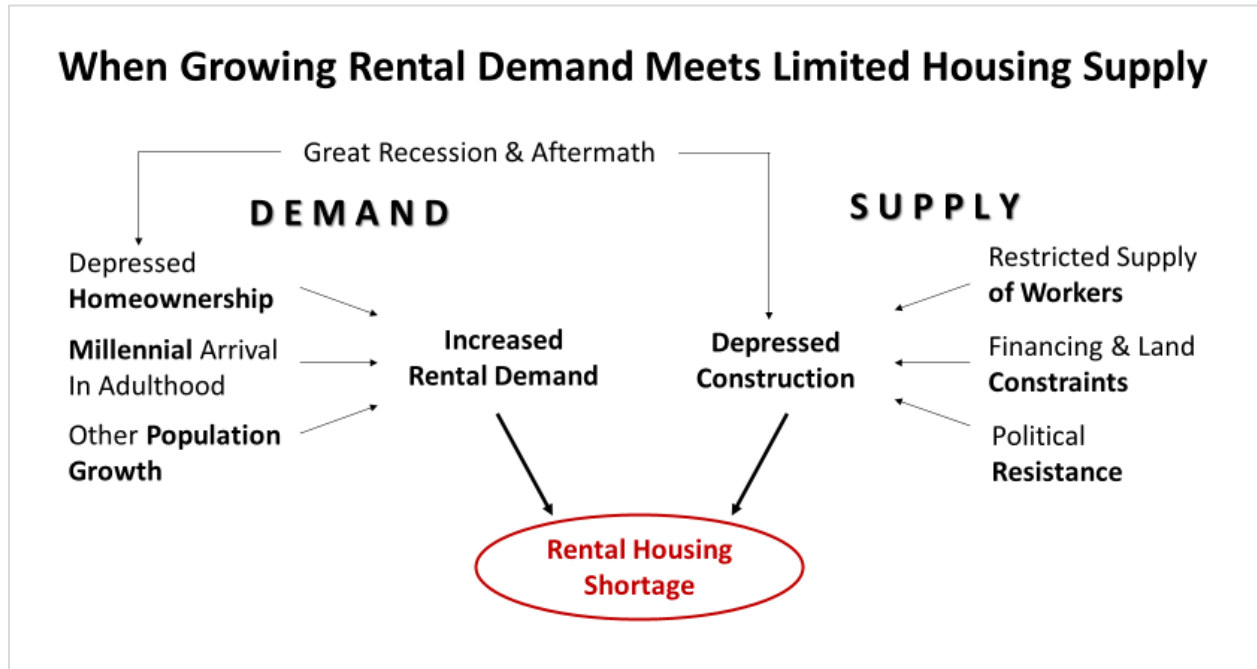 When Growing Rental Demand Meets Limited Housing Supply
Great Recession & Aftermath
DEMAND
SUPPLY
Depressed
Homeownership
Millennial Arrival
In Adulthood
Other Population
Growth
Increased
Rental Demand
Depressed
Construction
Restricted Supply
of Workers
Financing & Land
Constraints
Political
Resistance
Rental Housing
Shortage